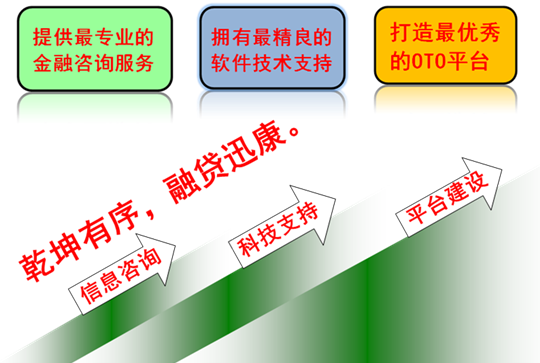 提供最专业的
金融咨询服务
拥有最精良的
软件技术支持
打造最优秀
的OTO平台
乾坤有序，融贷迅康。
信息咨询
科技支持
平台建设